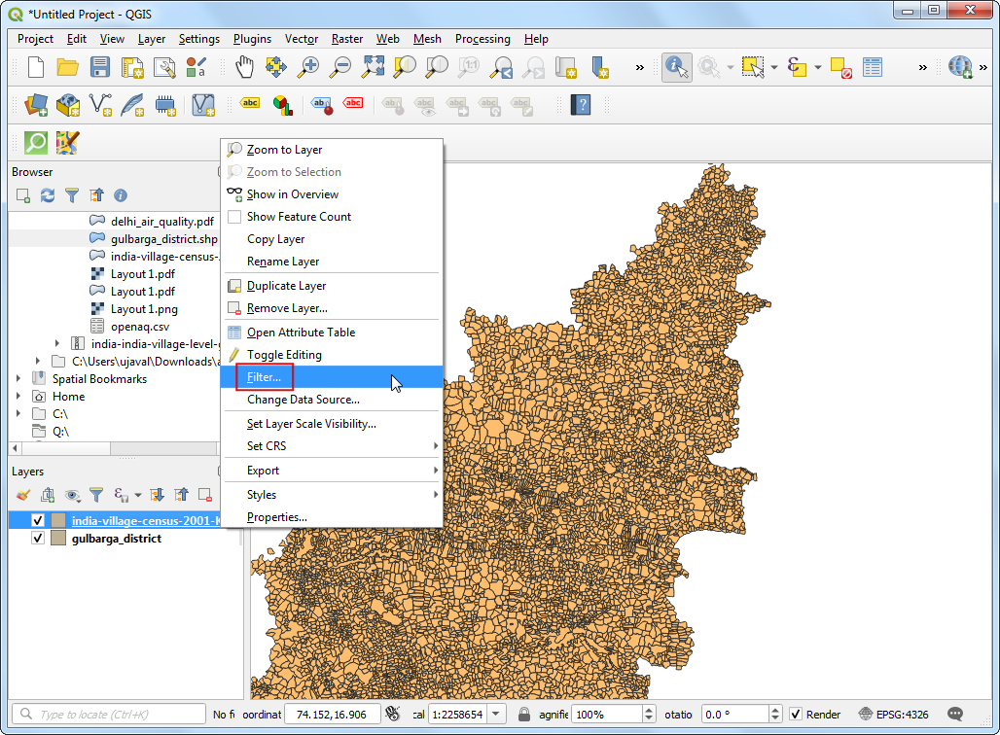 *Untitled Project - QGIS
Project Edit View Layer Settings Plugins Vector Raster Web Mesh Processing Help
Browser
delhi_air_quality.pdf
gulbarga_district.shp
india-village-census-
Layout 1.pdf
Layout 1.pdf
Layout 1.png
openaq.csv
india-india-village-level-
C:\Users\ujaval\Downloads\
Spatial Bookmarks
Home
C:\
Q:\
Zoom to Layer
Zoom to Selection
Show in Overview
Show Feature Count
Copy Layer
Rename Layer
Duplicate Layer
Remove Layer...
Open Attribute Table
Toggle Editing
Filter...
Change Data Source...
Set Layer Scale Visibility...
Set CRS
Export
Styles
Properties...
Layers
india-village-census-2001-
gulbarga_district
Type to locate (Ctrl+K) No fi oordinat 74.152,16.906 cal 1:2258654 agnifie 100% otatio 0.0 ° Render EPSG:4326